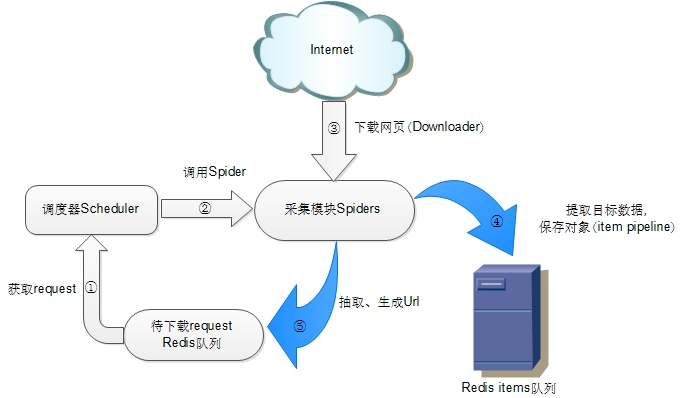 Internet
③
下载网页(Downloader)
调用Spider
调度器Scheduler
②
采集模块Spiders
④
提取目标数据,
保存对象(item pipeline)
获取request
①
抽取、生成Url
⑤
待下载request
Redis队列
Redis items队列